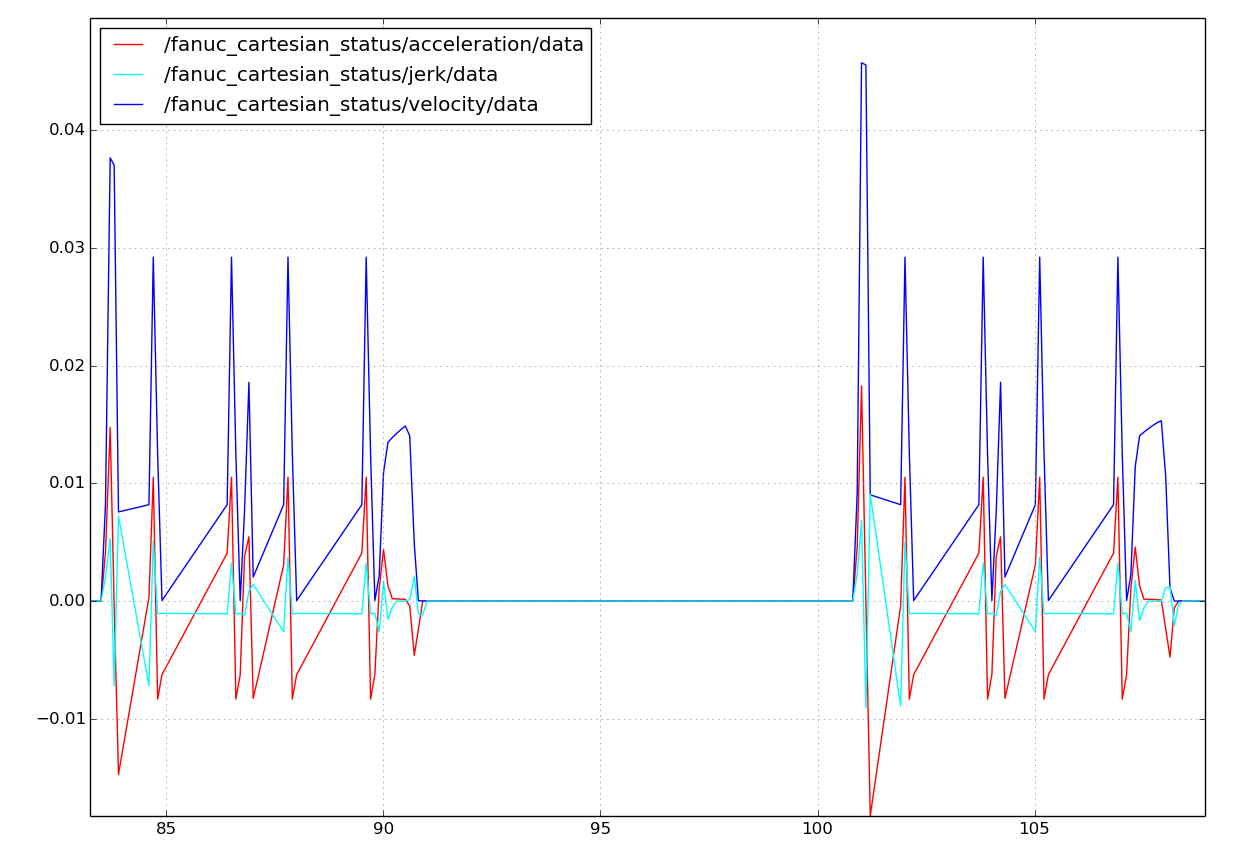 /fanuc_cartesian_status/acceleration/data
/fanuc_cartesian_status/jerk/data
/fanuc_cartesian_status/velocity/data
0.04
0.03
0.02
0.01
0.00
−0.01
85 90 95 100 105